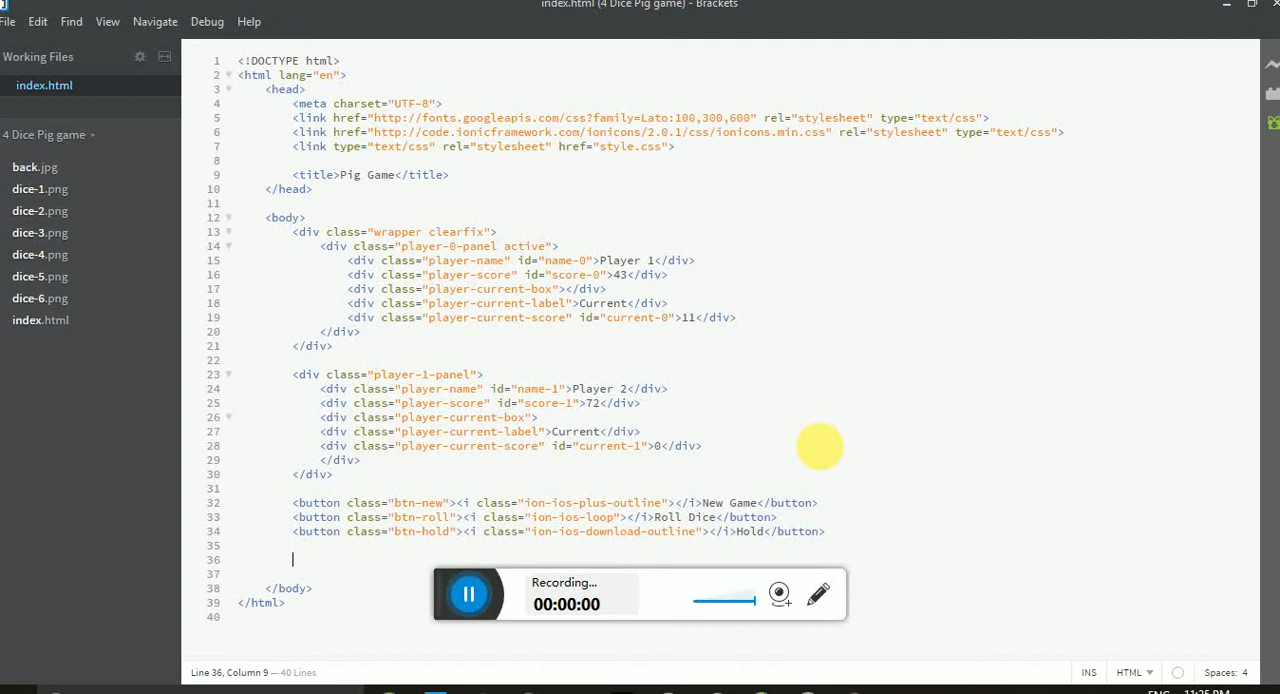 index.html (4 Dice Pig game) - Brackets
File Edit Find View Navigate Debug Help
Working Files
index.html
4 Dice Pig game
back.jpg
dice-1.png
dice-2.png
dice-3.png
dice-4.png
dice-5.png
dice-6.png
index.html
1 <!DOCTYPE html>
2 <html lang="en">
3 <head>
4 <meta charset="UTF-8">
5 <link href="http://fonts.googleapis.com/css?family=Lato:100,300,600" rel="stylesheet" type="text/css">
6 <link href="http://code.ionicframework.com/ionicons/2.0.1/css/ionicons.min.css" rel="stylesheet" type="text/css">
7 <link type="text/css" rel="stylesheet" href="style.css">
8
9 <title>Pig Game</title>
10 </head>
11
12 <body>
13 <div class="wrapper clearfix">
14 <div class="player-0-panel active">
15 <div class="player-name" id="name-0">Player 1</div>
16 <div class="player-score" id="score-0">43</div>
17 <div class="player-current-box"></div>
18 <div class="player-current-label">Current</div>
19 <div class="player-current-score" id="current-0">11</div>
20 </div>
21 </div>
22
23 <div class="player-1-panel">
24 <div class="player-name" id="name-1">Player 2</div>
25 <div class="player-score" id="score-1">72</div>
26 <div class="player-current-box">
27 <div class="player-current-label">Current</div>
28 <div class="player-current-score" id="current-1">0</div>
29 </div>
30 </div>
31
32 <button class="btn-new"><i class="ion-ios-plus-outline"></i>New Game</button>
33 <button class="btn-roll"><i class="ion-ios-loop"></i>Roll Dice</button>
34 <button class="btn-hold"><i class="ion-ios-download-outline"></i>Hold</button>
35
36
37
38 </body>
39 </html>
40
Recording...
00:00:00
Line 36, Column 9 — 40 Lines
INS HTML Spaces: 4
ENG 11:25 PM